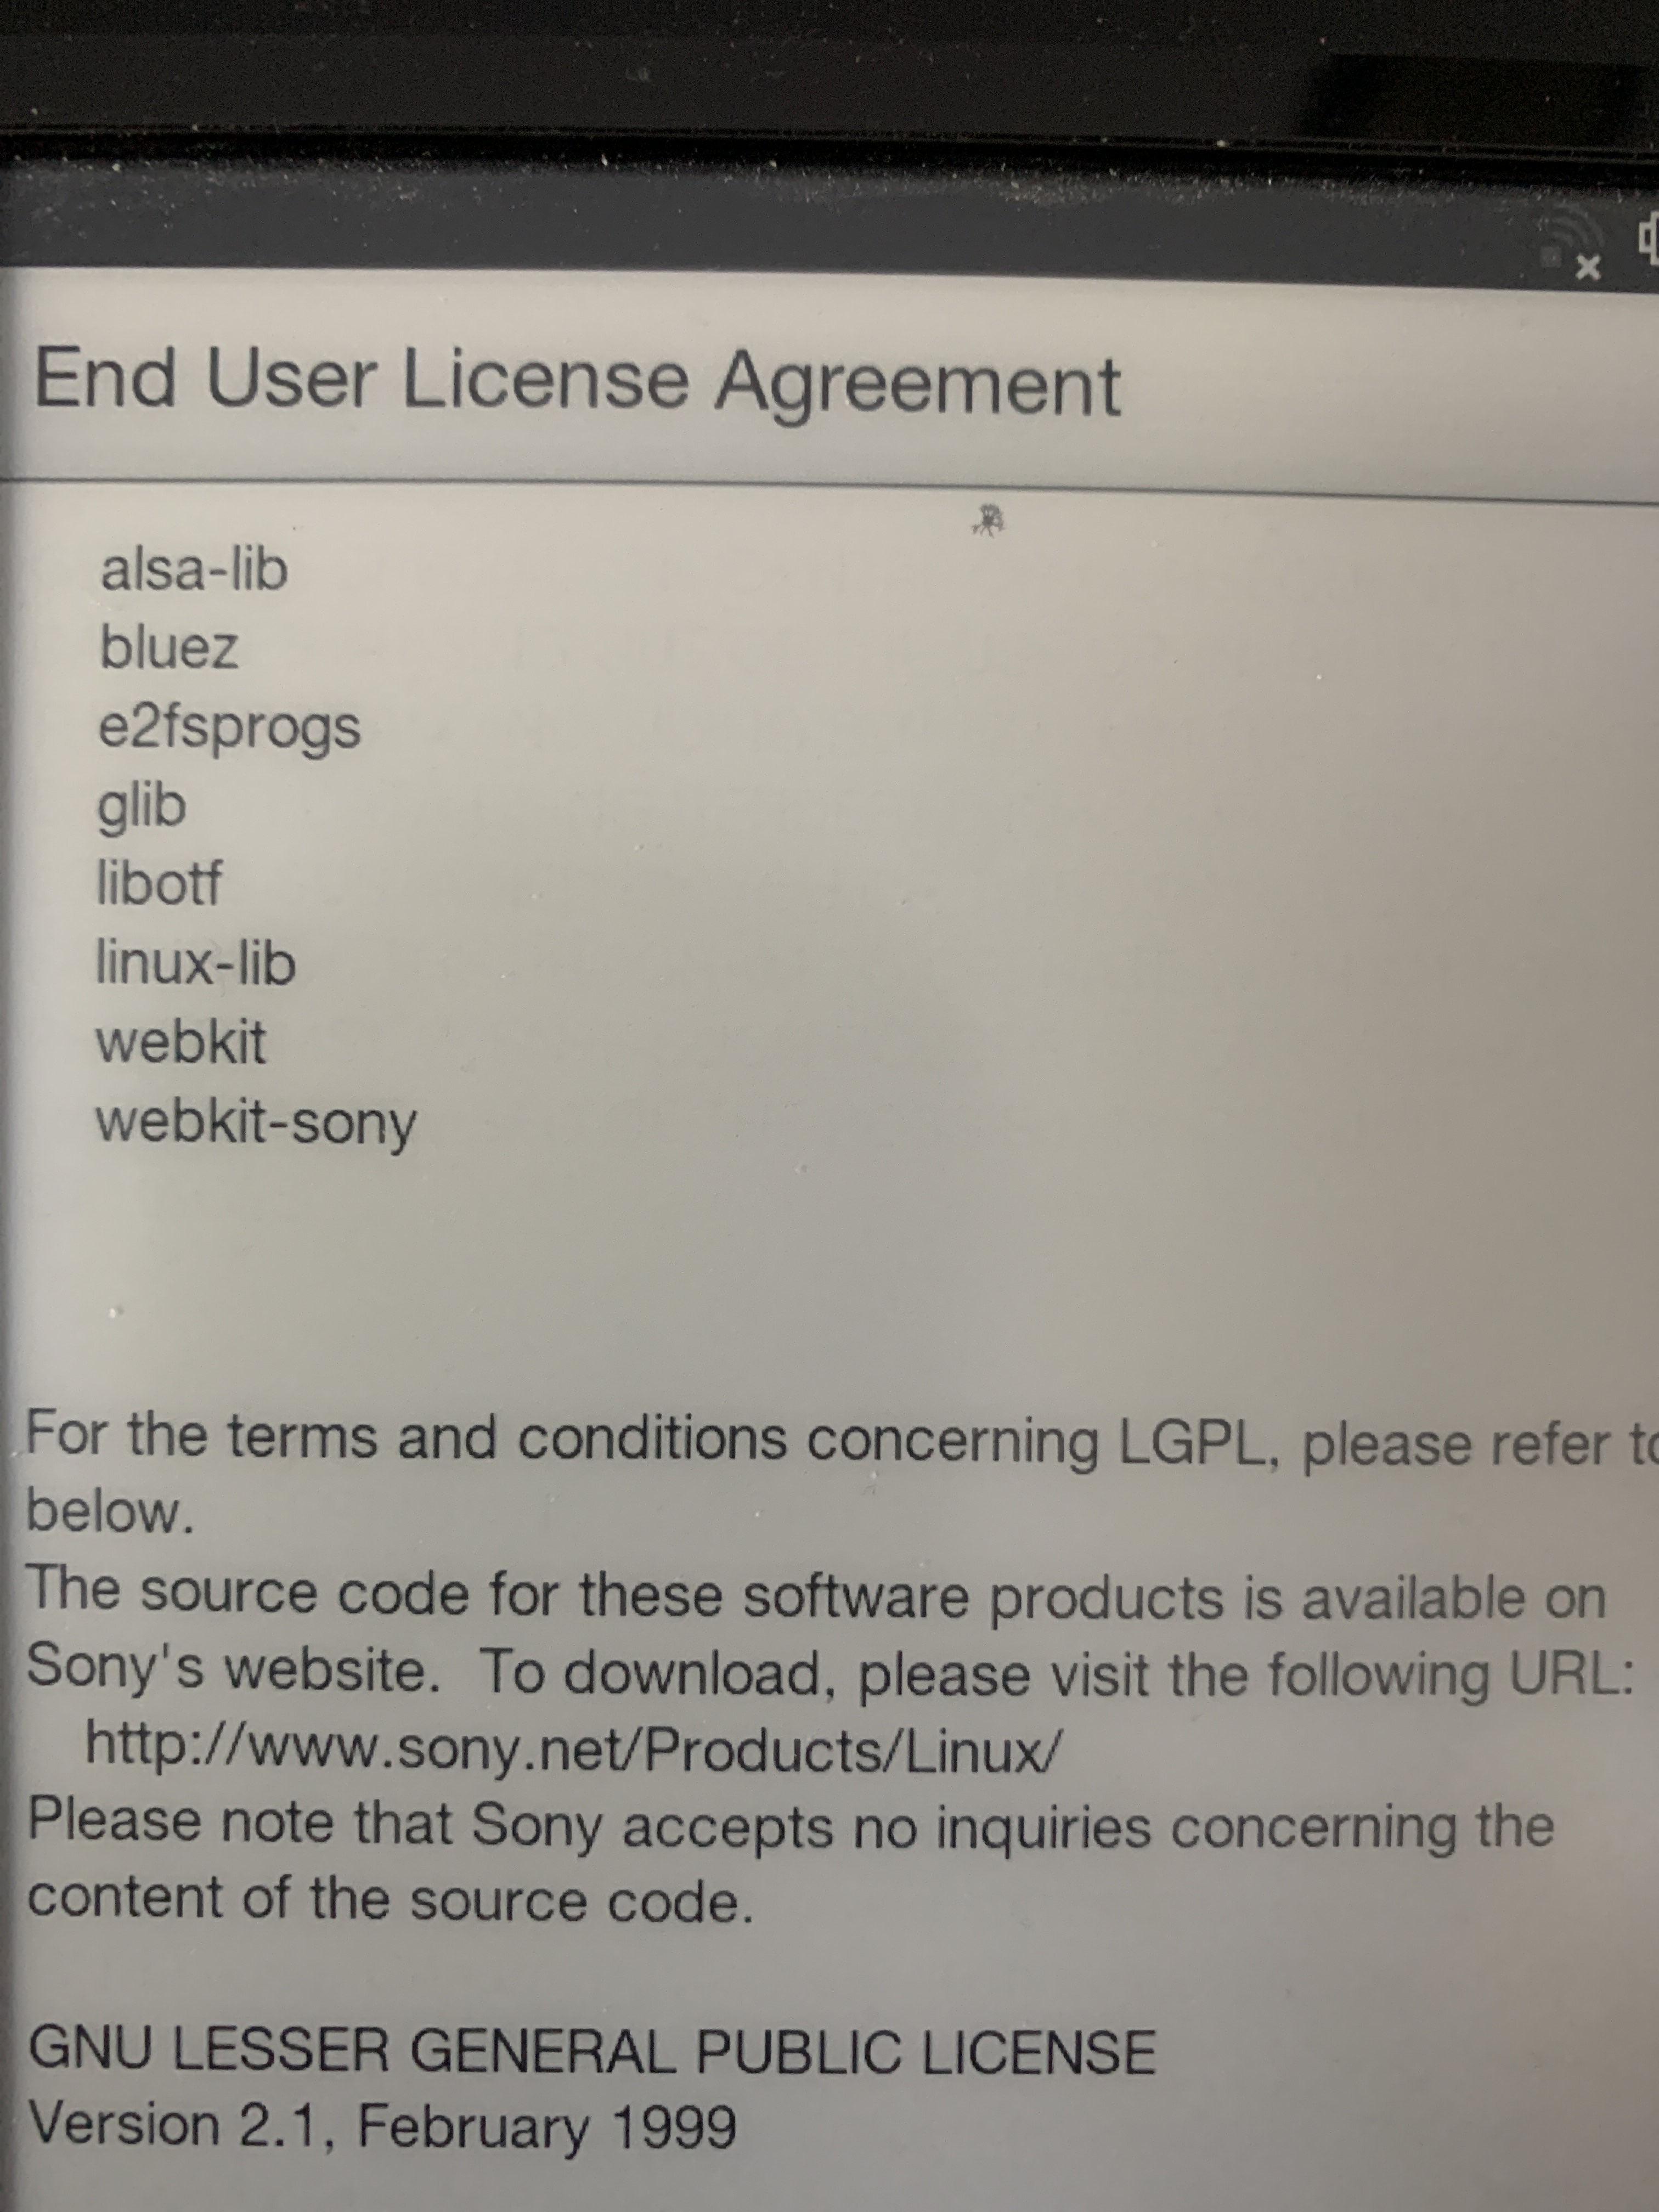 End User License Agreement
alsa-lib
bluez
e2fsprogs
glib
libotf
linux-lib
webkit
webkit-sony
For the terms and conditions concerning LGPL, please refer to
below.
The source code for these software products is available on
Sony's website.  To download, please visit the following URL:
http://www.sony.net/Products/Linux/
Please note that Sony accepts no inquiries concerning the
content of the source code.
GNU LESSER GENERAL PUBLIC LICENSE
Version 2.1, February 1999